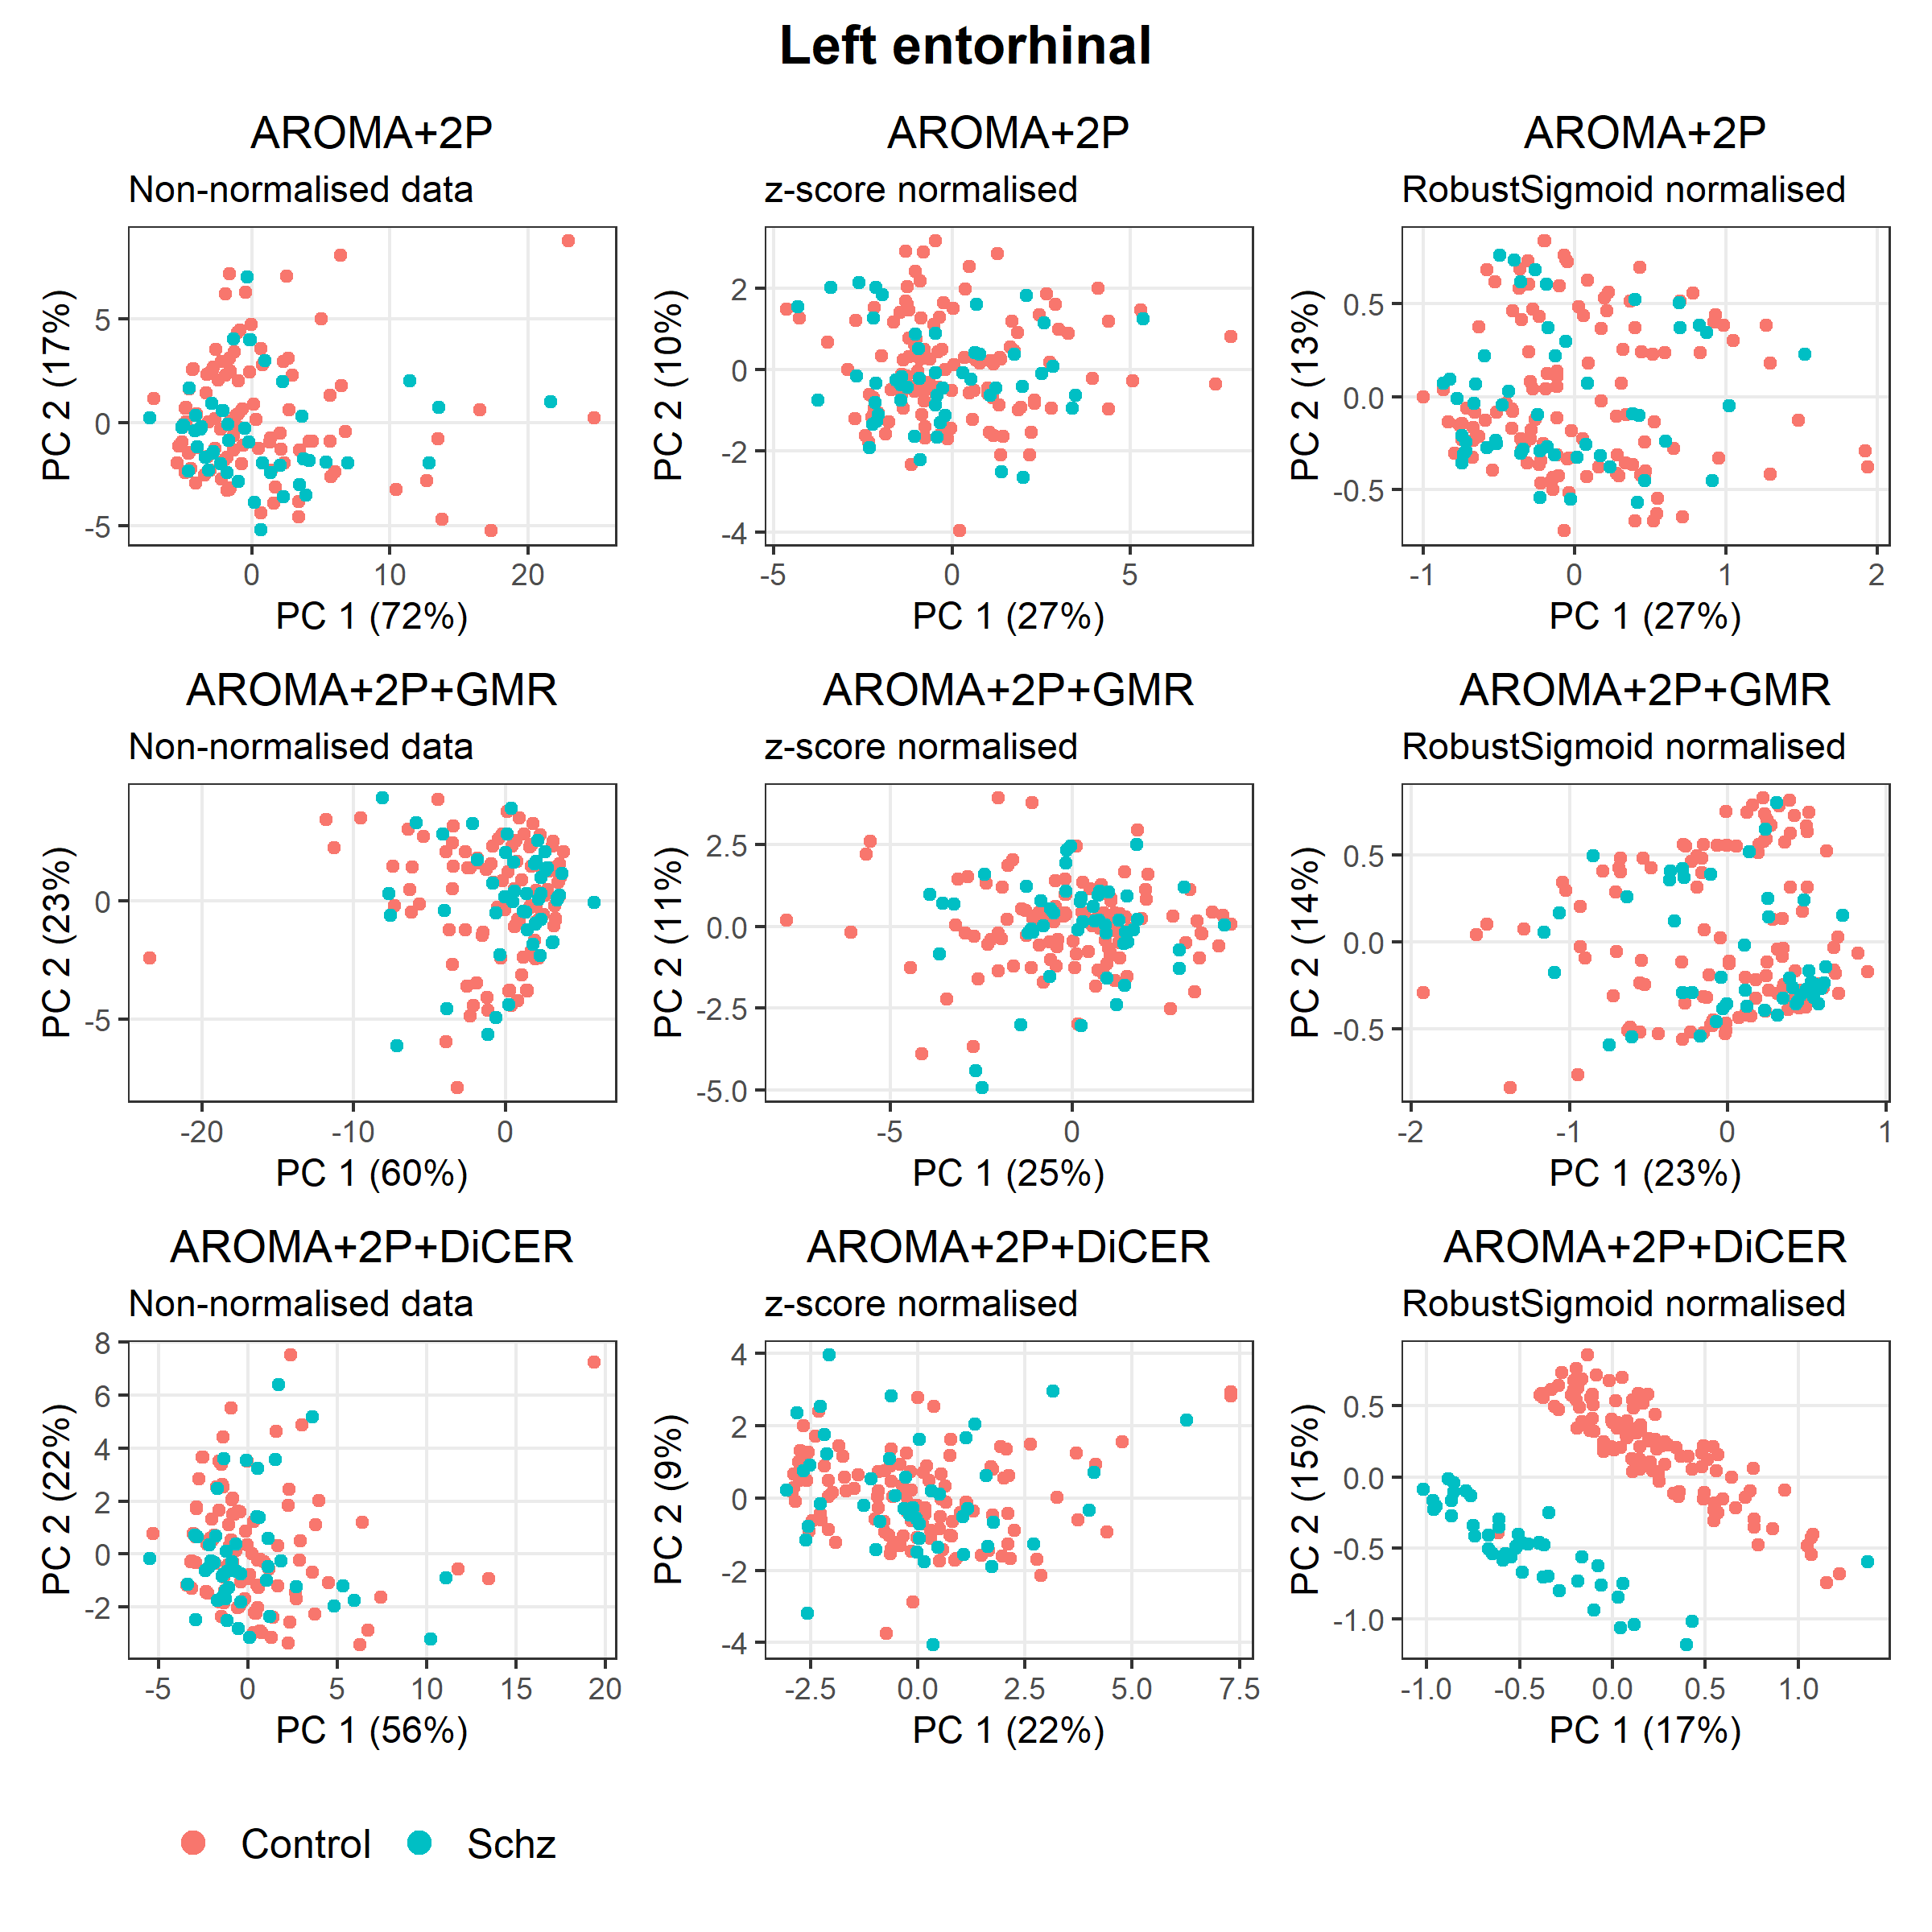 Left entorhinal
AROMA+2P
Non-normalised data
PC 2 (17%)
5
0
-5
0 10 20
PC 1 (72%)
AROMA+2P
z-score normalised
PC 2 (10%)
2
0
-2
-4
-5 0 5
PC 1 (27%)
AROMA+2P
RobustSigmoid normalised
PC 2 (13%)
0.5
0.0
-0.5
-1 0 1 2
PC 1 (27%)
AROMA+2P+GMR
Non-normalised data
PC 2 (23%)
0
-5
-20 -10 0
PC 1 (60%)
AROMA+2P+GMR
z-score normalised
PC 2 (11%)
2.5
0.0
-2.5
-5.0
-5 0
PC 1 (25%)
AROMA+2P+GMR
RobustSigmoid normalised
PC 2 (14%)
0.5
0.0
-0.5
-2 -1 0 1
PC 1 (23%)
AROMA+2P+DiCER
Non-normalised data
PC 2 (22%)
8
6
4
2
0
-2
-5 0 5 10 15 20
PC 1 (56%)
AROMA+2P+DiCER
z-score normalised
PC 2 (9%)
4
2
0
-2
-4
-2.5 0.0 2.5 5.0 7.5
PC 1 (22%)
AROMA+2P+DiCER
RobustSigmoid normalised
PC 2 (15%)
0.5
0.0
-0.5
-1.0
-1.0 -0.5 0.0 0.5 1.0
PC 1 (17%)
Control Schz